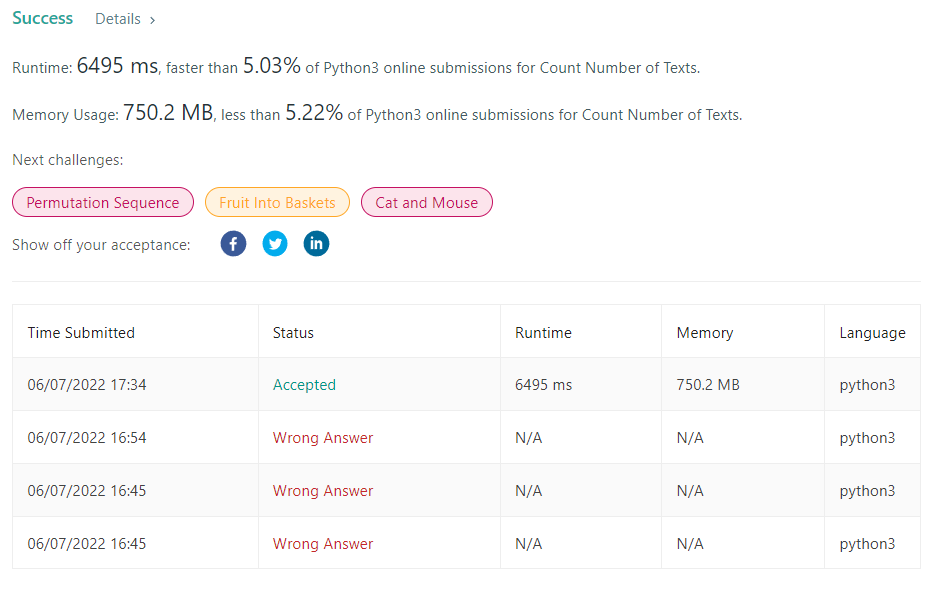 Success Details ›
Runtime: 6495 ms, faster than 5.03% of Python3 online submissions for Count Number of Texts.
Memory Usage: 750.2 MB, less than 5.22% of Python3 online submissions for Count Number of Texts.
Next challenges:
Permutation Sequence Fruit Into Baskets Cat and Mouse
Show off your acceptance: f in
Time Submitted Status Runtime Memory Language
06/07/2022 17:34 Accepted 6495 ms 750.2 MB python3
06/07/2022 16:54 Wrong Answer N/A N/A python3
06/07/2022 16:45 Wrong Answer N/A N/A python3
06/07/2022 16:45 Wrong Answer N/A N/A python3